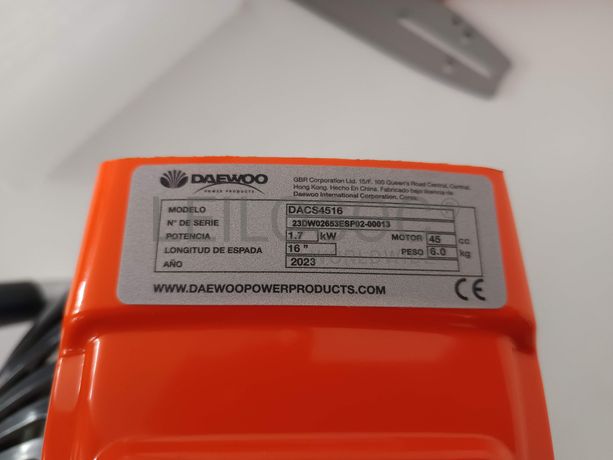 DAEWOO
POWER PRODUCTS
GBR Corporation Ltd. 15/F, 100 Queen's Road Central, Central,
Hong Kong. Hecho En China. Fabricado bajo licencia de
Daewoo International Corporation, Corea.
MODELO DACS4516
N° DE SERIE 23DW02653ESP02-00013
POTENCIA 1.7 kW MOTOR 45 cc
LONGITUD DE ESPADA 16 " PESO 6.0 kg
AÑO 2023
WWW.DAEWOOPOWERPRODUCTS.COM
CE
WORLDWIDE